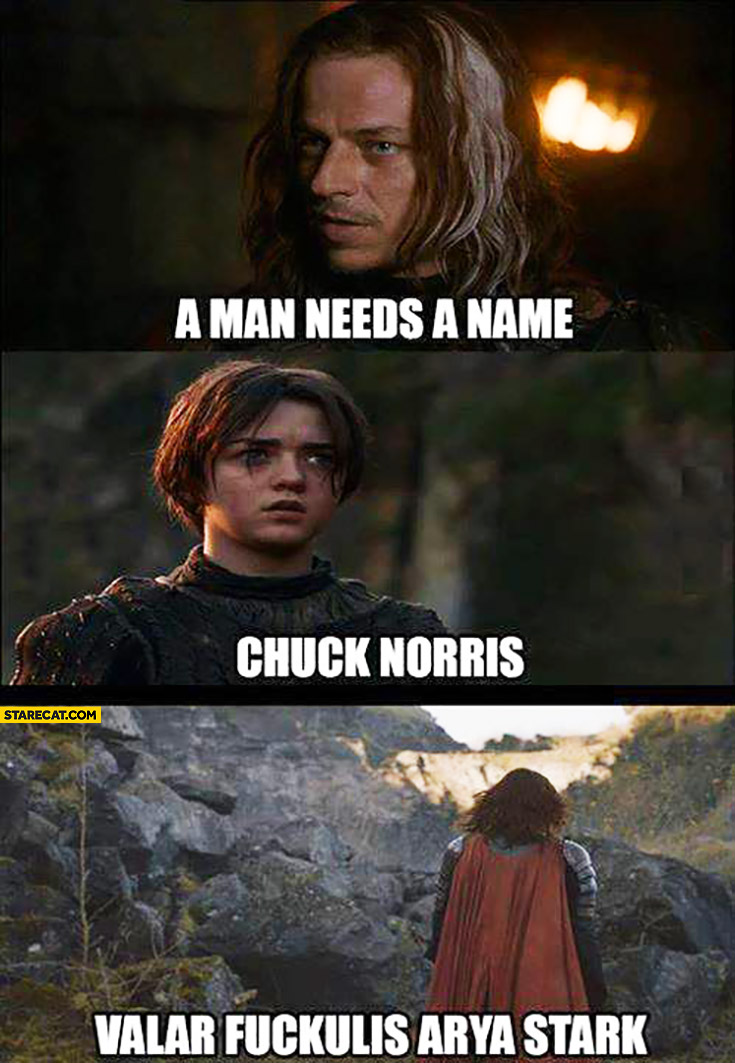 A MAN NEEDS A NAME
CHUCK NORRIS
STARECAT.COM
VALAR FUCKULIS ARYA STARK